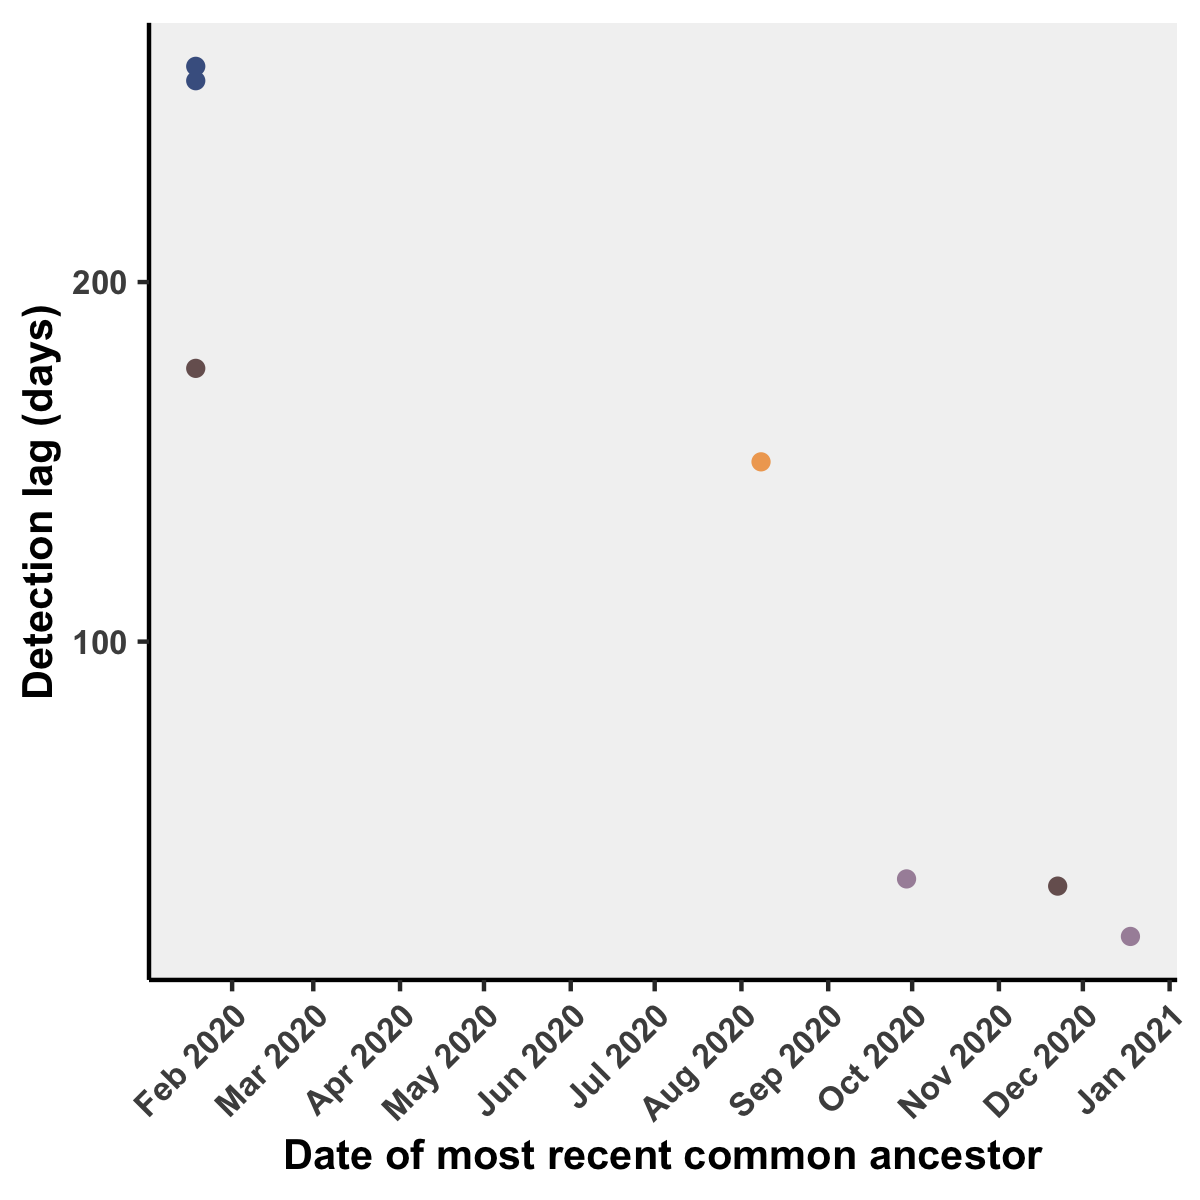 Detection lag (days)
200
100
Feb 2020
Mar 2020
Apr 2020
May 2020
Jun 2020
Jul 2020
Aug 2020
Sep 2020
Oct 2020
Nov 2020
Dec 2020
Jan 2021
Date of most recent common ancestor